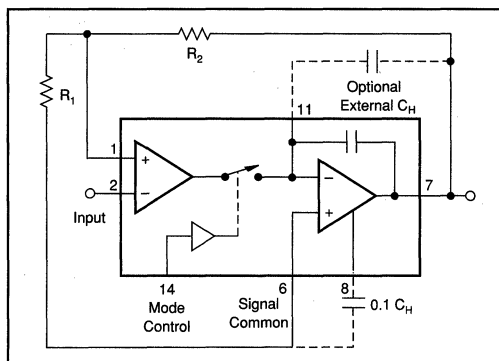 R2
Optional
External CH
R1
11
1
+
−
7
2
−
+
Input
14
6
8
0.1 CH
Mode
Control
Signal
Common